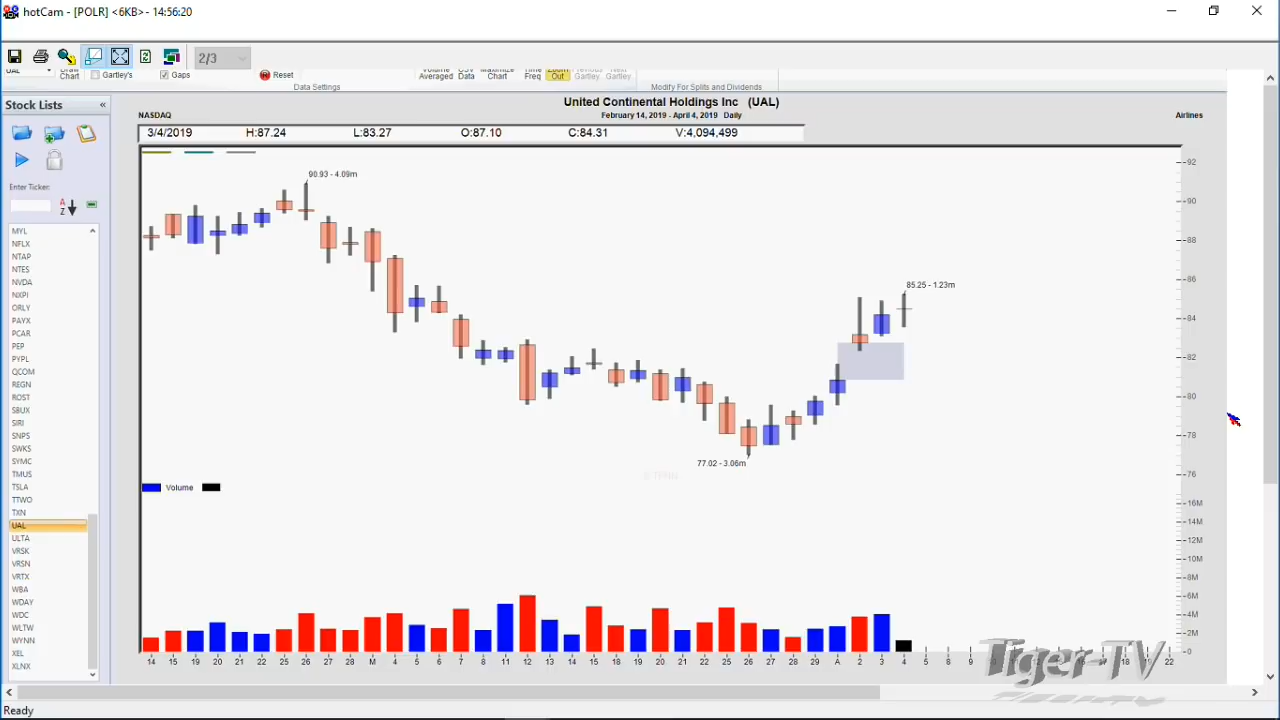 hotCam - [POLR] <6KB> - 14:56:20
2/3
UAL Draw Chart Gartley's Gaps Reset Averaged Data Chart Time Freq Zoom Out Gartley Gartley
Data Settings Modify For Splits and Dividends
Stock Lists «
United Continental Holdings Inc (UAL)
NASDAQ February 14, 2019 - April 4, 2019 Daily Airlines
3/4/2019 H:87.24 L:83.27 O:87.10 C:84.31 V:4,094,499
Enter Ticker:
A
Z
MYL
NFLX
NTAP
NTES
NVDA
NXPI
ORLY
PAYX
PCAR
PEP
PYPL
QCOM
REGN
ROST
SBUX
SIRI
SNPS
SWKS
SYMC
TMUS
TSLA
TTWO
TXN
UAL
ULTA
VRSK
VRSN
VRTX
WBA
WDAY
WDC
WLTW
WYNN
XEL
XLNX
90.93 - 4.09m
85.25 - 1.23m
77.02 - 3.06m
92
90
88
86
84
82
80
78
76
Volume
16M
14M
12M
10M
8M
6M
4M
2M
0
14 15 19 20 21 22 25 26 27 28 M 4 5 6 7 8 11 12 13 14 15 18 19 20 21 22 25 26 27 28 29 A 2 3 4 5 8 9 10 11 22
Tiger-TV
Ready